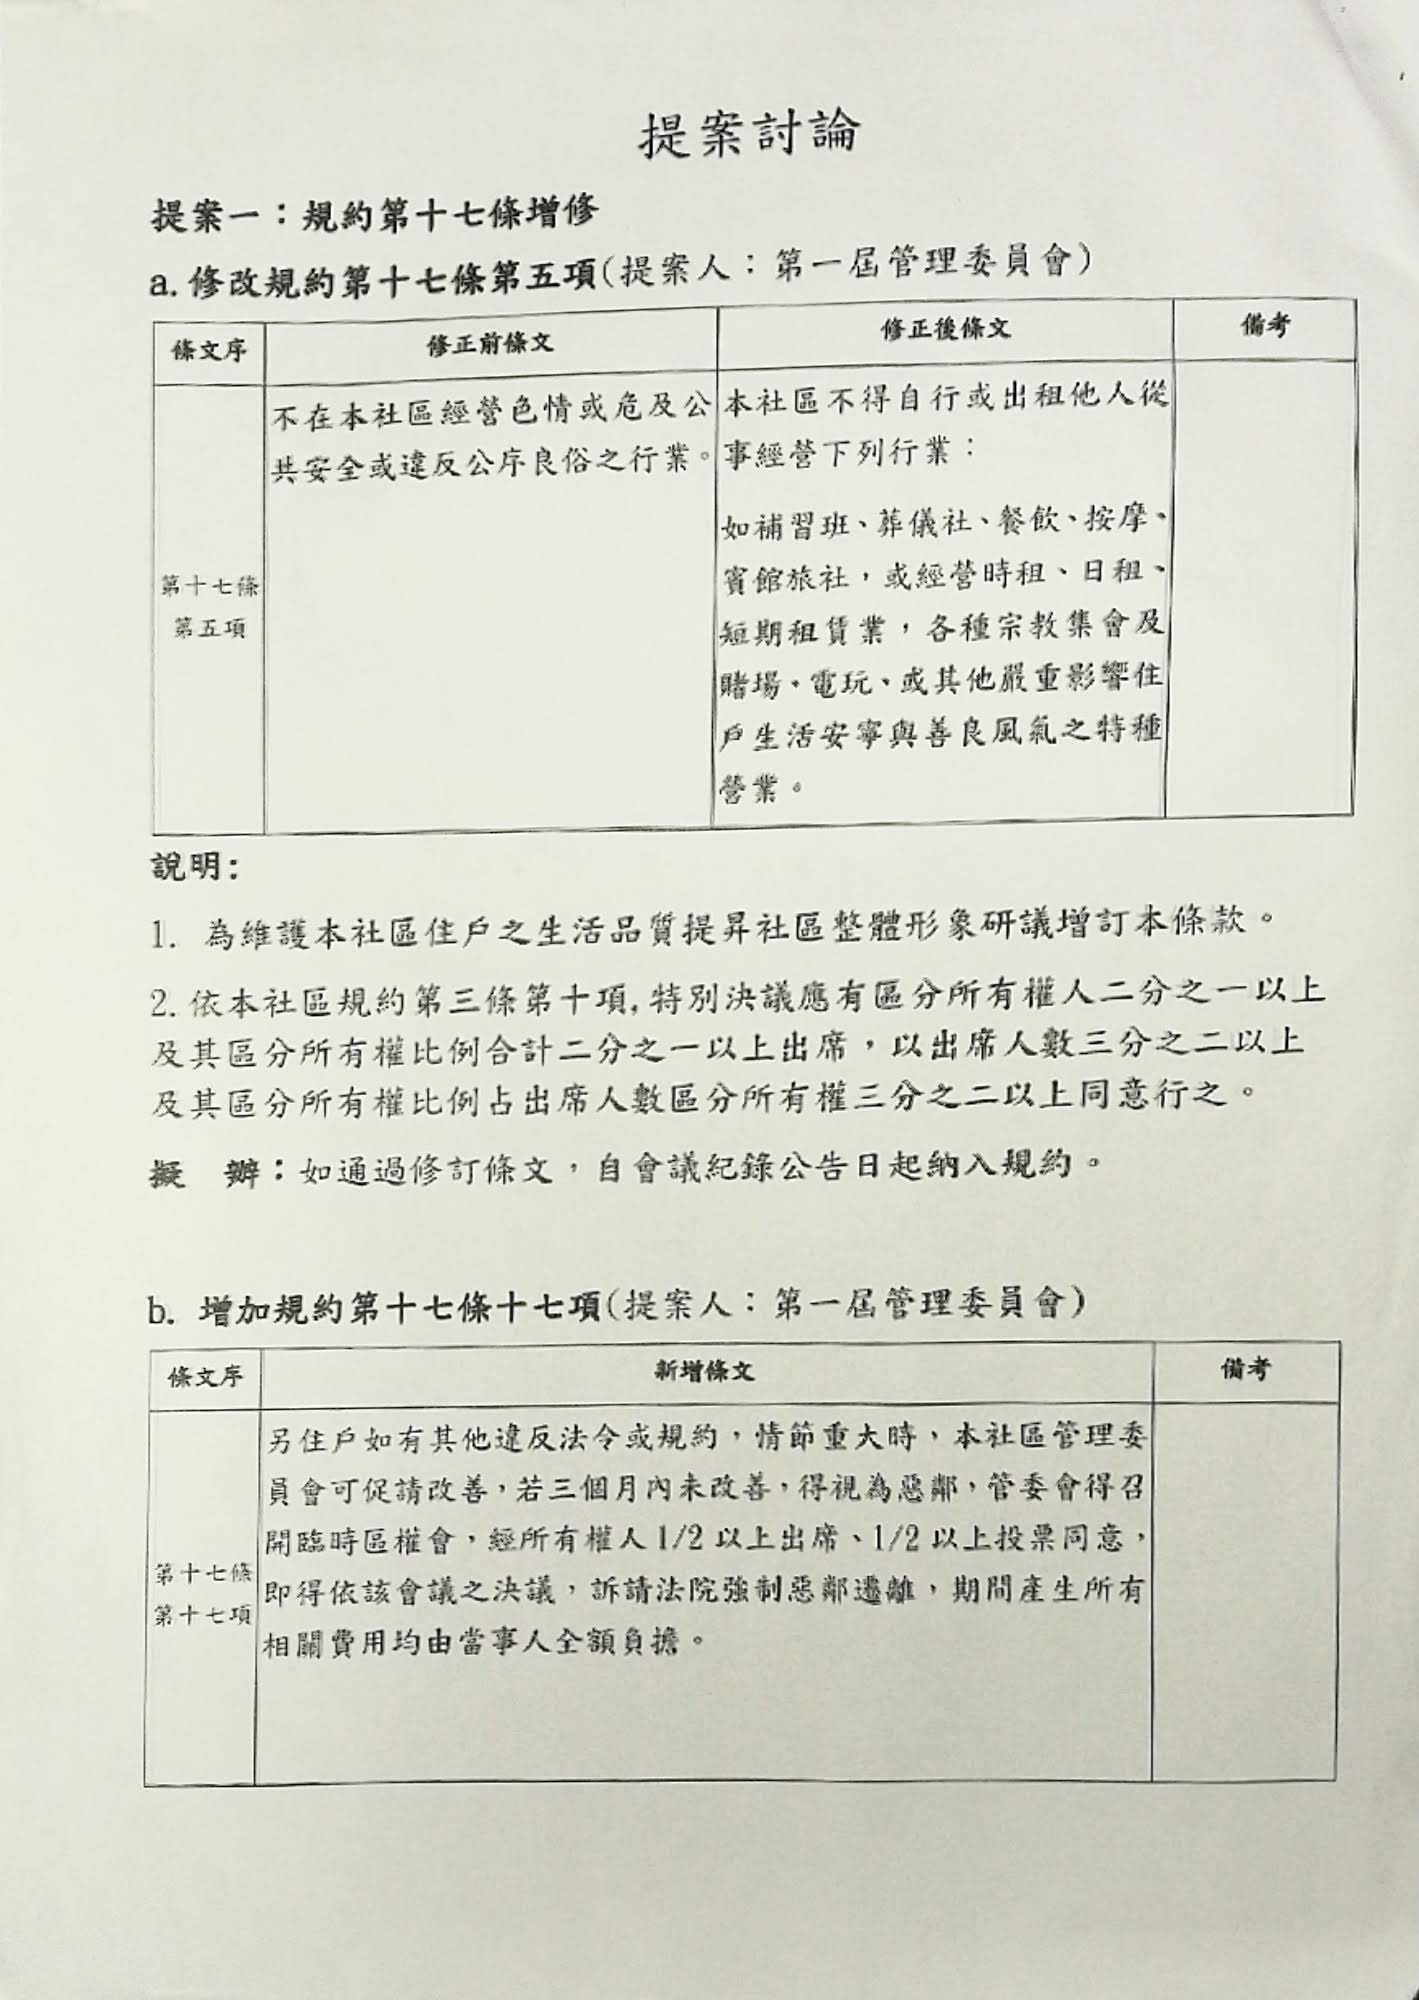 提案討論
提案一：規約第十七條增修
a. 修改規約第十七條第五項(提案人：第一屆管理委員會)
條文序 修正前條文 修正後條文 備考
第十七條
第五項
不在本社區經營色情或危及公
共安全或違反公序良俗之行業。
本社區不得自行或出租他人從
事經營下列行業：
如補習班、葬儀社、餐飲、按摩、
賓館旅社，或經營時租、日租、
短期租賃業，各種宗教集會及
賭場、電玩、或其他嚴重影響住
戶生活安寧與善良風氣之特種
營業。
說明:
1. 為維護本社區住戶之生活品質提昇社區整體形象研議增訂本條款。
2. 依本社區規約第三條第十項,特別決議應有區分所有權人二分之一以上
及其區分所有權比例合計二分之一以上出席，以出席人數三分之二以上
及其區分所有權比例占出席人數區分所有權三分之二以上同意行之。
擬　辦：如通過修訂條文，自會議紀錄公告日起納入規約。
b. 增加規約第十七條十七項(提案人：第一屆管理委員會)
條文序 新增條文 備考
第十七條
第十七項
另住戶如有其他違反法令或規約，情節重大時，本社區管理委
員會可促請改善，若三個月內未改善，得視為惡鄰，管委會得召
開臨時區權會，經所有權人 1/2 以上出席、1/2 以上投票同意，
即得依該會議之決議，訴請法院強制惡鄰遷離，期間產生所有
相關費用均由當事人全額負擔。